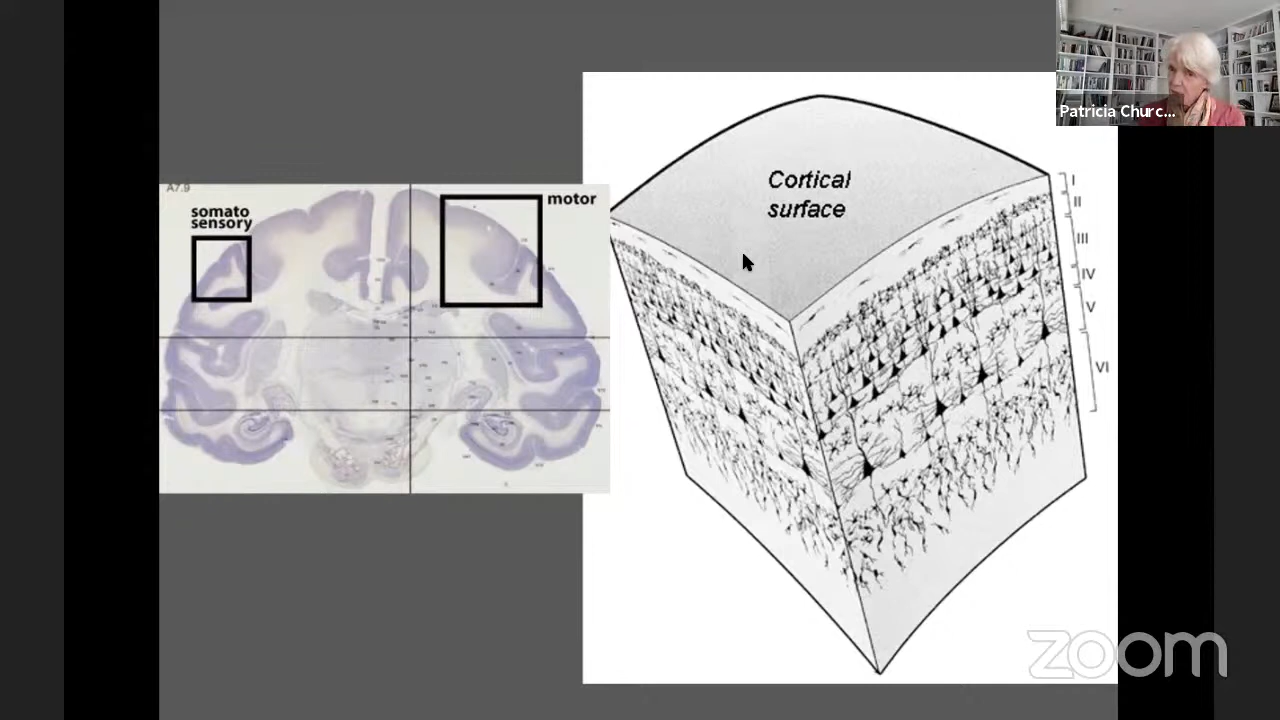 Patricia Churc...
A7.9
somato
sensory
motor
Cortical
surface
I
II
III
IV
V
VI
zoom